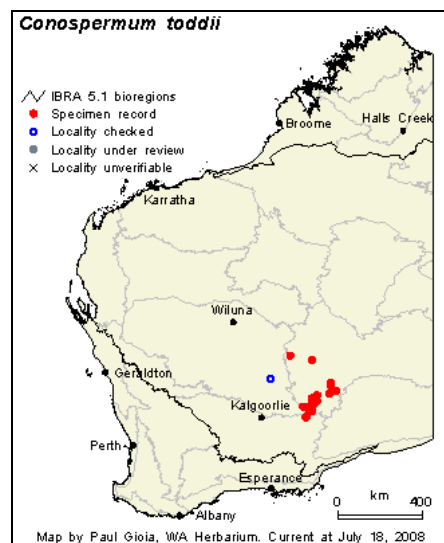 Conospermum toddii
IBRA 5.1 bioregions
Specimen record
Locality checked
Locality under review
Locality unverifiable
Broome
Halls Creek
Karratha
Wiluna
Geraldton
Kalgoorlie
Perth
Esperance
Albany
km
0 400
Map by Paul Gioia, WA Herbarium. Current at July 18, 2008